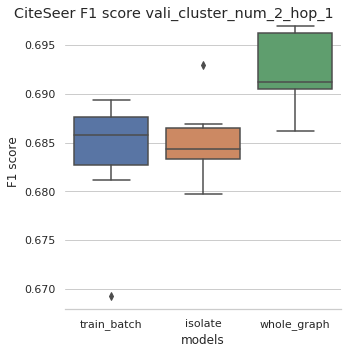 CiteSeer F1 score vali_cluster_num_2_hop_1
0.695
0.690
0.685
0.680
0.675
0.670
F1 score
train_batch isolate whole_graph
models